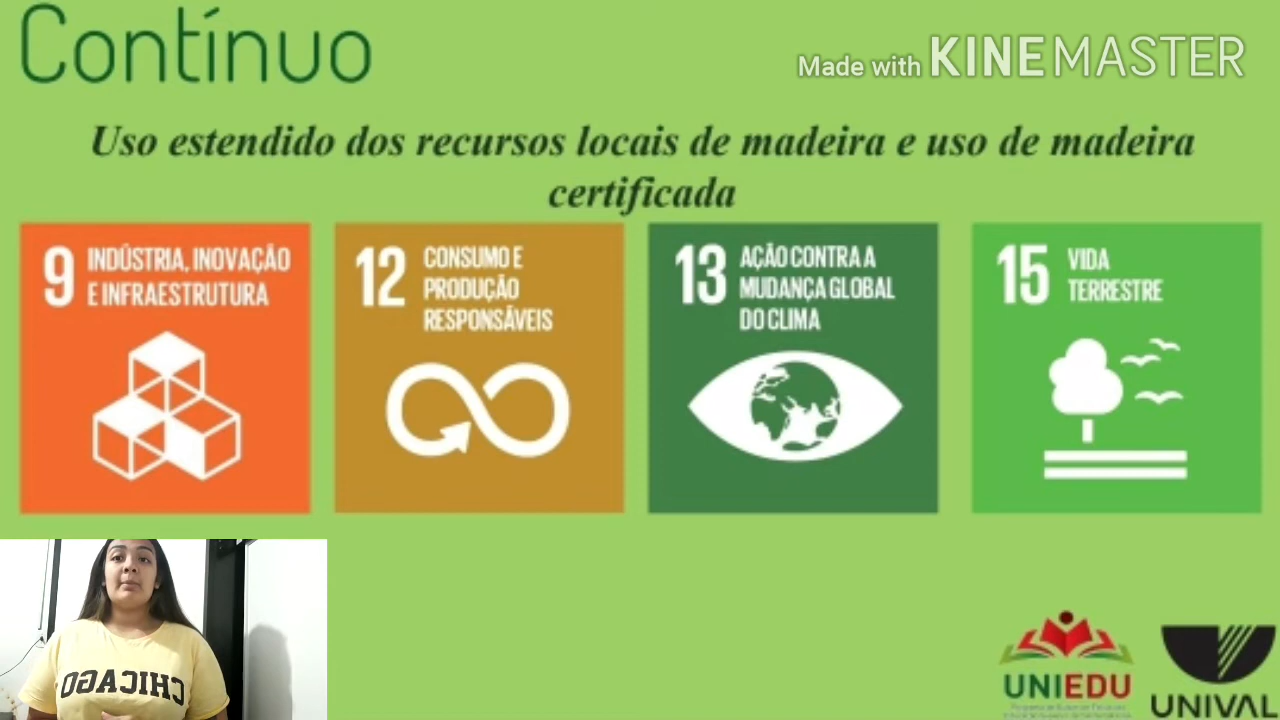 Contínuo
Made with KINEMASTER
Uso estendido dos recursos locais de madeira e uso de madeira
certificada
9 INDÚSTRIA, INOVAÇÃO
E INFRAESTRUTURA
12 CONSUMO E
PRODUÇÃO
RESPONSÁVEIS
13 AÇÃO CONTRA A
MUDANÇA GLOBAL
DO CLIMA
15 VIDA
TERRESTRE
CHICAGO
UNIEDU
UNIVALI